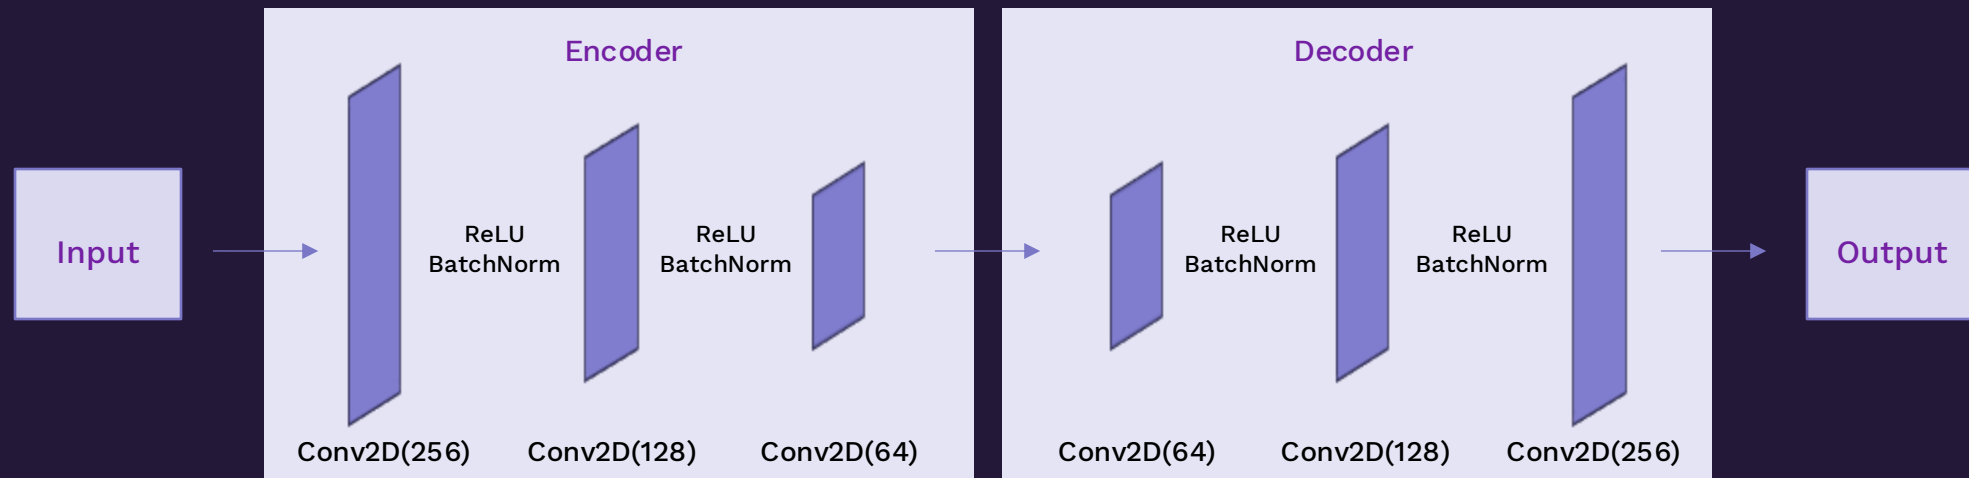 Encoder
Decoder
Input
ReLU
BatchNorm
ReLU
BatchNorm
ReLU
BatchNorm
ReLU
BatchNorm
Output
Conv2D(256)
Conv2D(128)
Conv2D(64)
Conv2D(64)
Conv2D(128)
Conv2D(256)